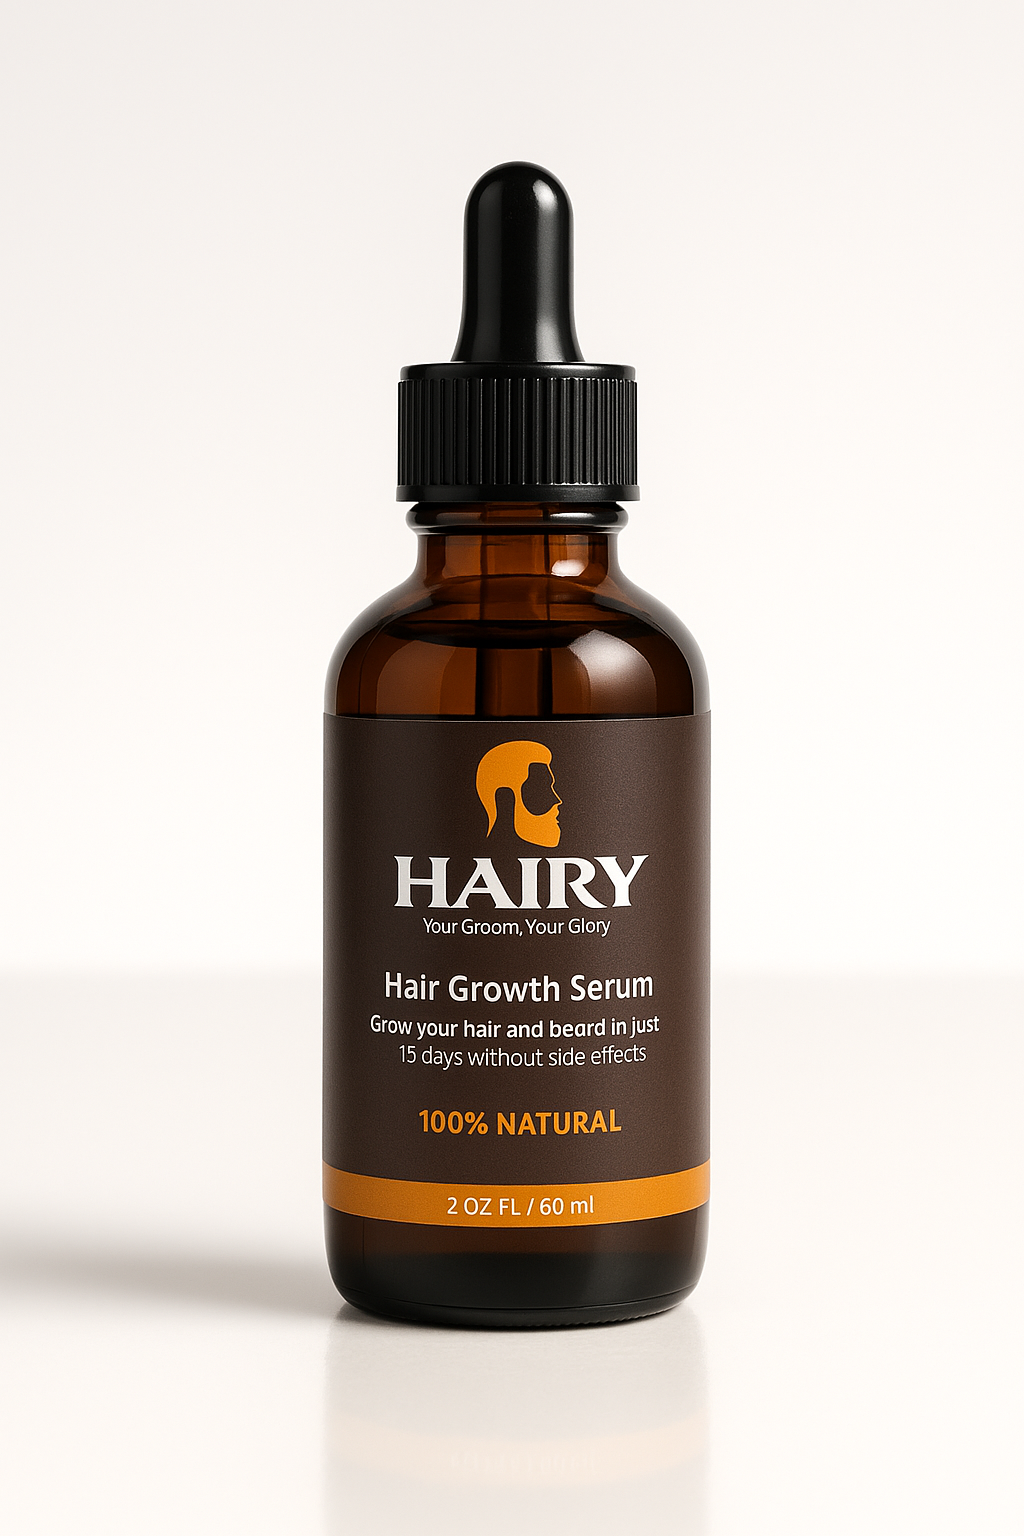 HAIRY
Your Groom, Your Glory
Hair Growth Serum
Grow your hair and beard in just
15 days without side effects
100% NATURAL
2 OZ FL / 60 ml